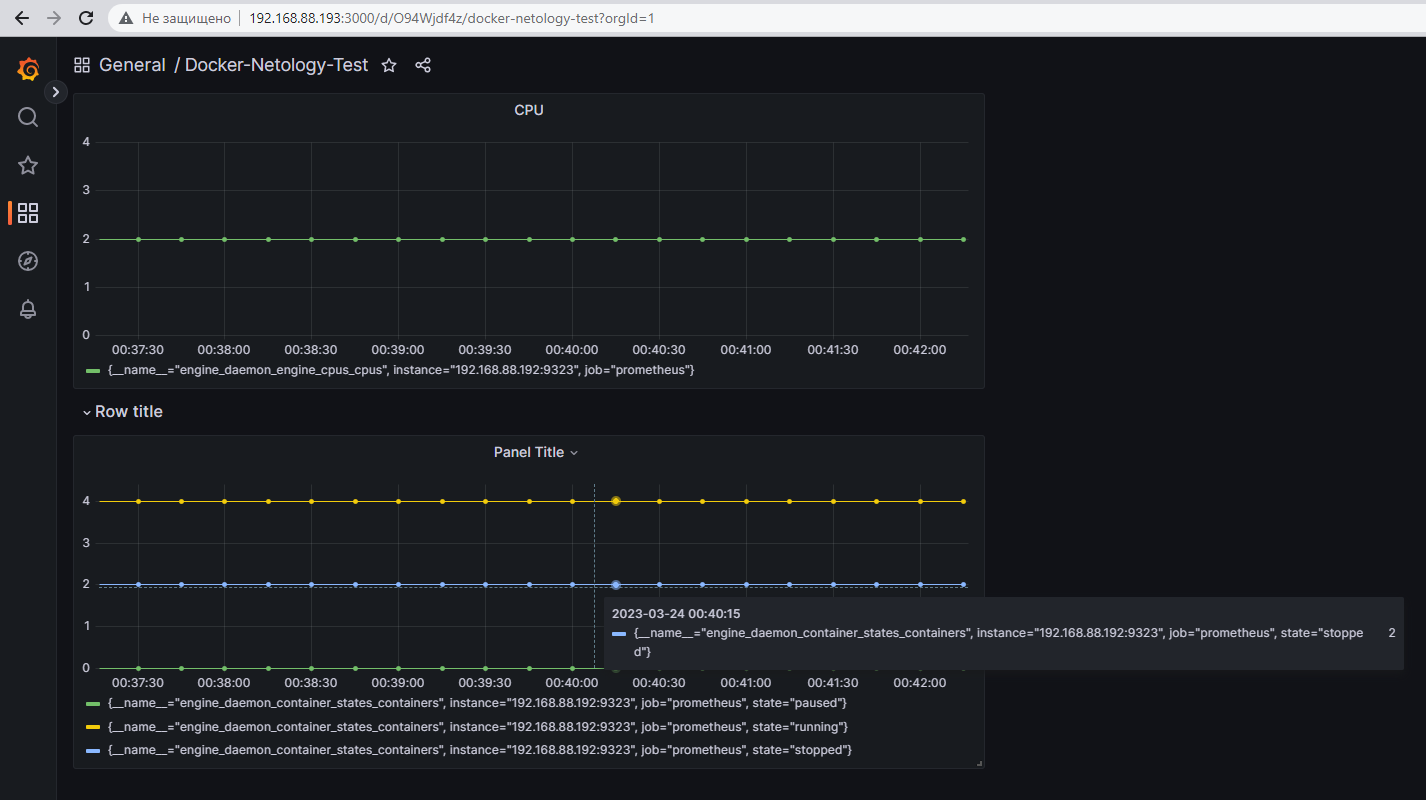 Не защищено | 192.168.88.193:3000/d/O94Wjdf4z/docker-netology-test?orgId=1
General / Docker-Netology-Test
CPU
4
3
2
1
0
00:37:30 00:38:00 00:38:30 00:39:00 00:39:30 00:40:00 00:40:30 00:41:00 00:41:30 00:42:00
{__name__="engine_daemon_engine_cpus_cpus", instance="192.168.88.192:9323", job="prometheus"}
Row title
Panel Title
4
3
2
1
0
2023-03-24 00:40:15
{__name__="engine_daemon_container_states_containers", instance="192.168.88.192:9323", job="prometheus", state="stoppe 2
d"}
00:37:30 00:38:00 00:38:30 00:39:00 00:39:30 00:40:00 00:40:30 00:41:00 00:41:30 00:42:00
{__name__="engine_daemon_container_states_containers", instance="192.168.88.192:9323", job="prometheus", state="paused"}
{__name__="engine_daemon_container_states_containers", instance="192.168.88.192:9323", job="prometheus", state="running"}
{__name__="engine_daemon_container_states_containers", instance="192.168.88.192:9323", job="prometheus", state="stopped"}